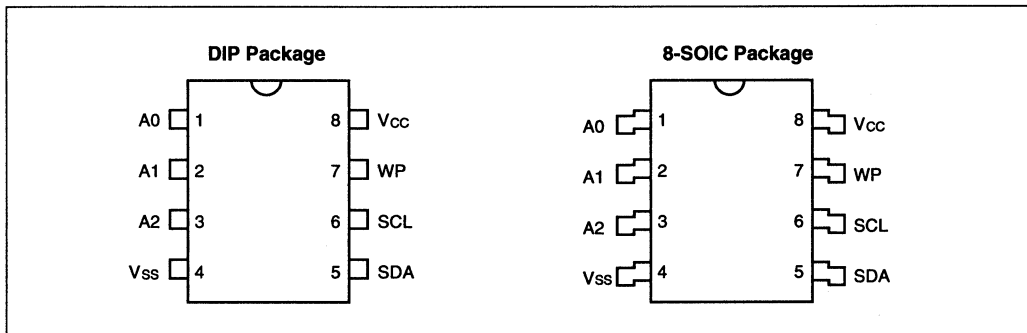 DIP Package
A0 1 8 Vcc
A1 2 7 WP
A2 3 6 SCL
Vss 4 5 SDA
8-SOIC Package
A0 1 8 Vcc
A1 2 7 WP
A2 3 6 SCL
Vss 4 5 SDA